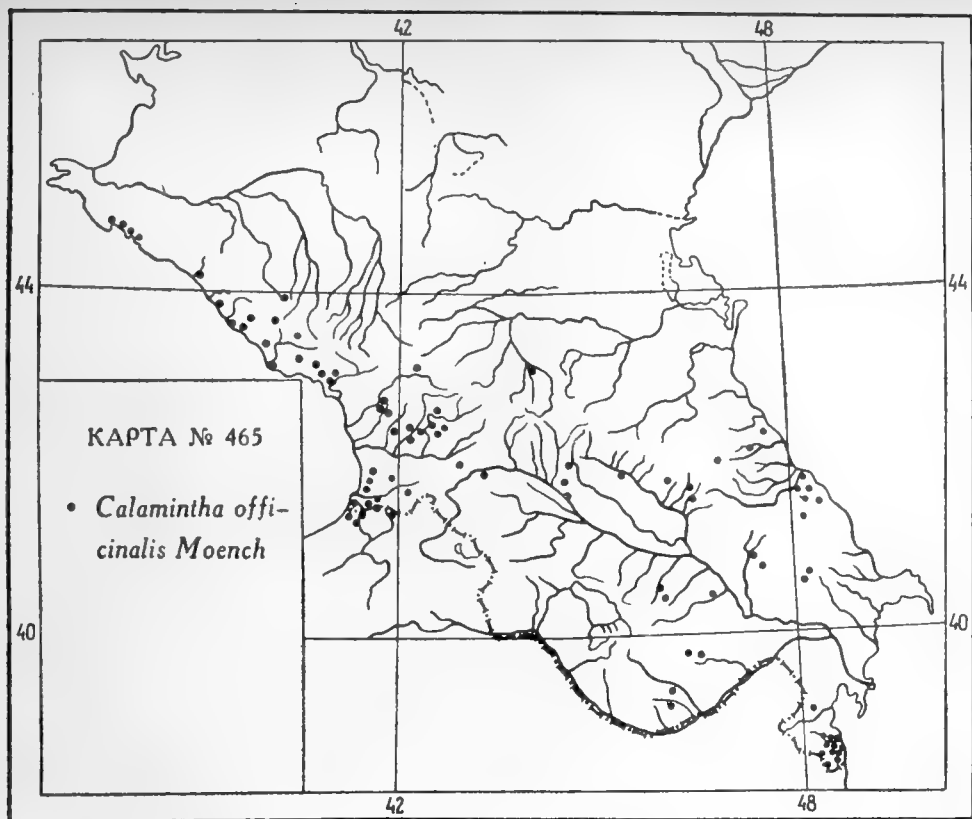 42 48
44 44
КАРТА № 465
• Calamintha offi-
cinalis Moench
40 40
42 48